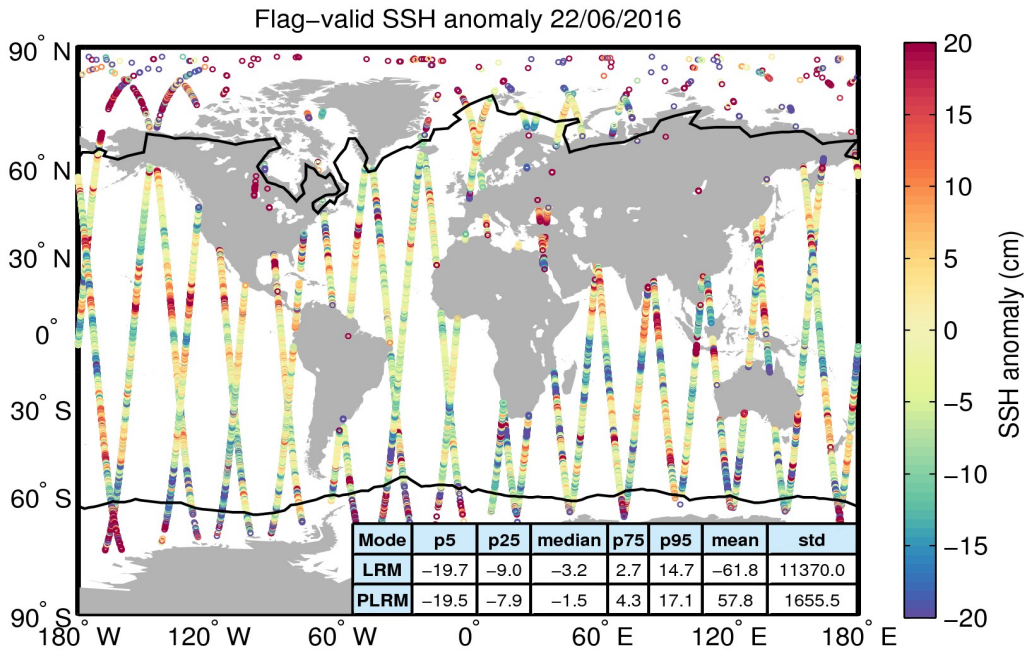 Flag−valid SSH anomaly 22/06/2016
90° N
60° N
30° N
0°
30° S
60° S
90° S
180° W 120° W 60° W 0° 60° E 120° E 180° E
Mode p5 p25 median p75 p95 mean std
LRM −19.7 −9.0 −3.2 2.7 14.7 −61.8 11370.0
PLRM −19.5 −7.9 −1.5 4.3 17.1 57.8 1655.5
20
15
10
5
0
−5
−10
−15
−20
SSH anomaly (cm)